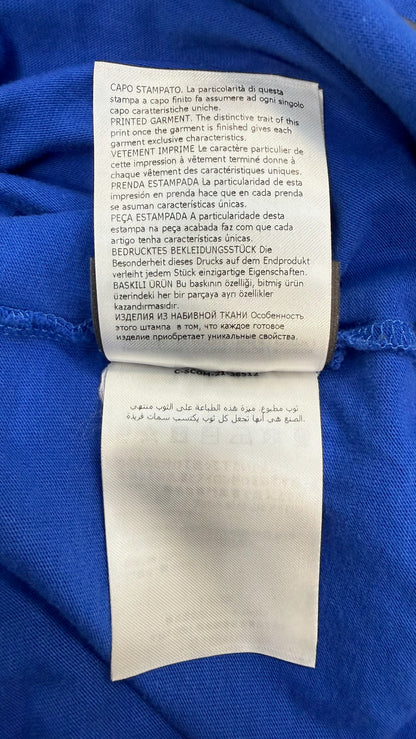 CAPO STAMPATO. La particolarità di questa
stampa a capo finito fa assumere ad ogni singolo
capo caratteristiche uniche.
PRINTED GARMENT. The distinctive trait of this
print once the garment is finished gives each
garment exclusive characteristics.
VETEMENT IMPRIME Le caractère particulier de
cette impression à vêtement terminé donne à
chaque vêtement des caractéristiques uniques.
PRENDA ESTAMPADA La particularidad de esta
impresión en prenda hace que en cada prenda
se asuman características únicas.
PEÇA ESTAMPADA A particularidade desta
estampa na peça acabada faz com que cada
artigo tenha características únicas.
BEDRUCKTES BEKLEIDUNGSSTÜCK Die
Besonderheit dieses Drucks auf dem Endprodukt
verleiht jedem Stück einzigartige Eigenschaften.
BASKILI ÜRÜN Bu baskının özelliği, bitmiş ürün
üzerindeki her bir parçaya ayrı özellikler
kazandırmasıdır.
ИЗДЕЛИЯ ИЗ НАБИВНОЙ ТКАНИ Особенность
этого штампа в том, что каждое готовое
изделие приобретает уникальные свойства.
ثوب مطبوع. ميزة هذه الطباعة على الثوب منتهي
الصنع هي أنها تجعل كل ثوب يكتسب سمات فريدة.